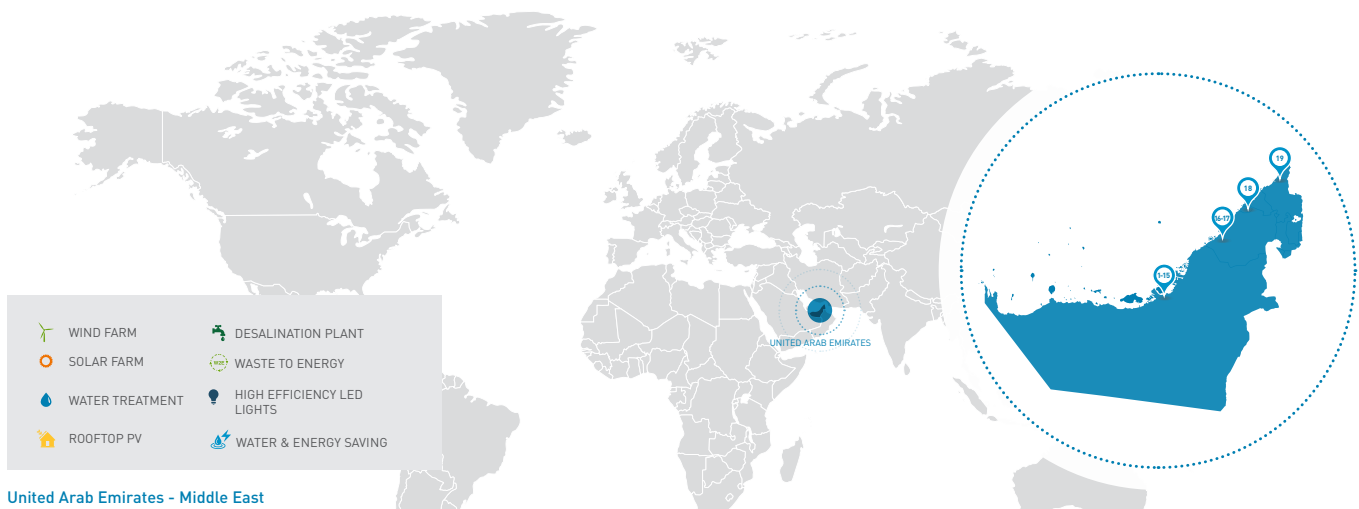 19
18
16-17
1-15
UNITED ARAB EMIRATES
WIND FARM
SOLAR FARM
WATER TREATMENT
ROOFTOP PV
DESALINATION PLANT
WASTE TO ENERGY
HIGH EFFICIENCY LED
LIGHTS
WATER & ENERGY SAVING
United Arab Emirates - Middle East